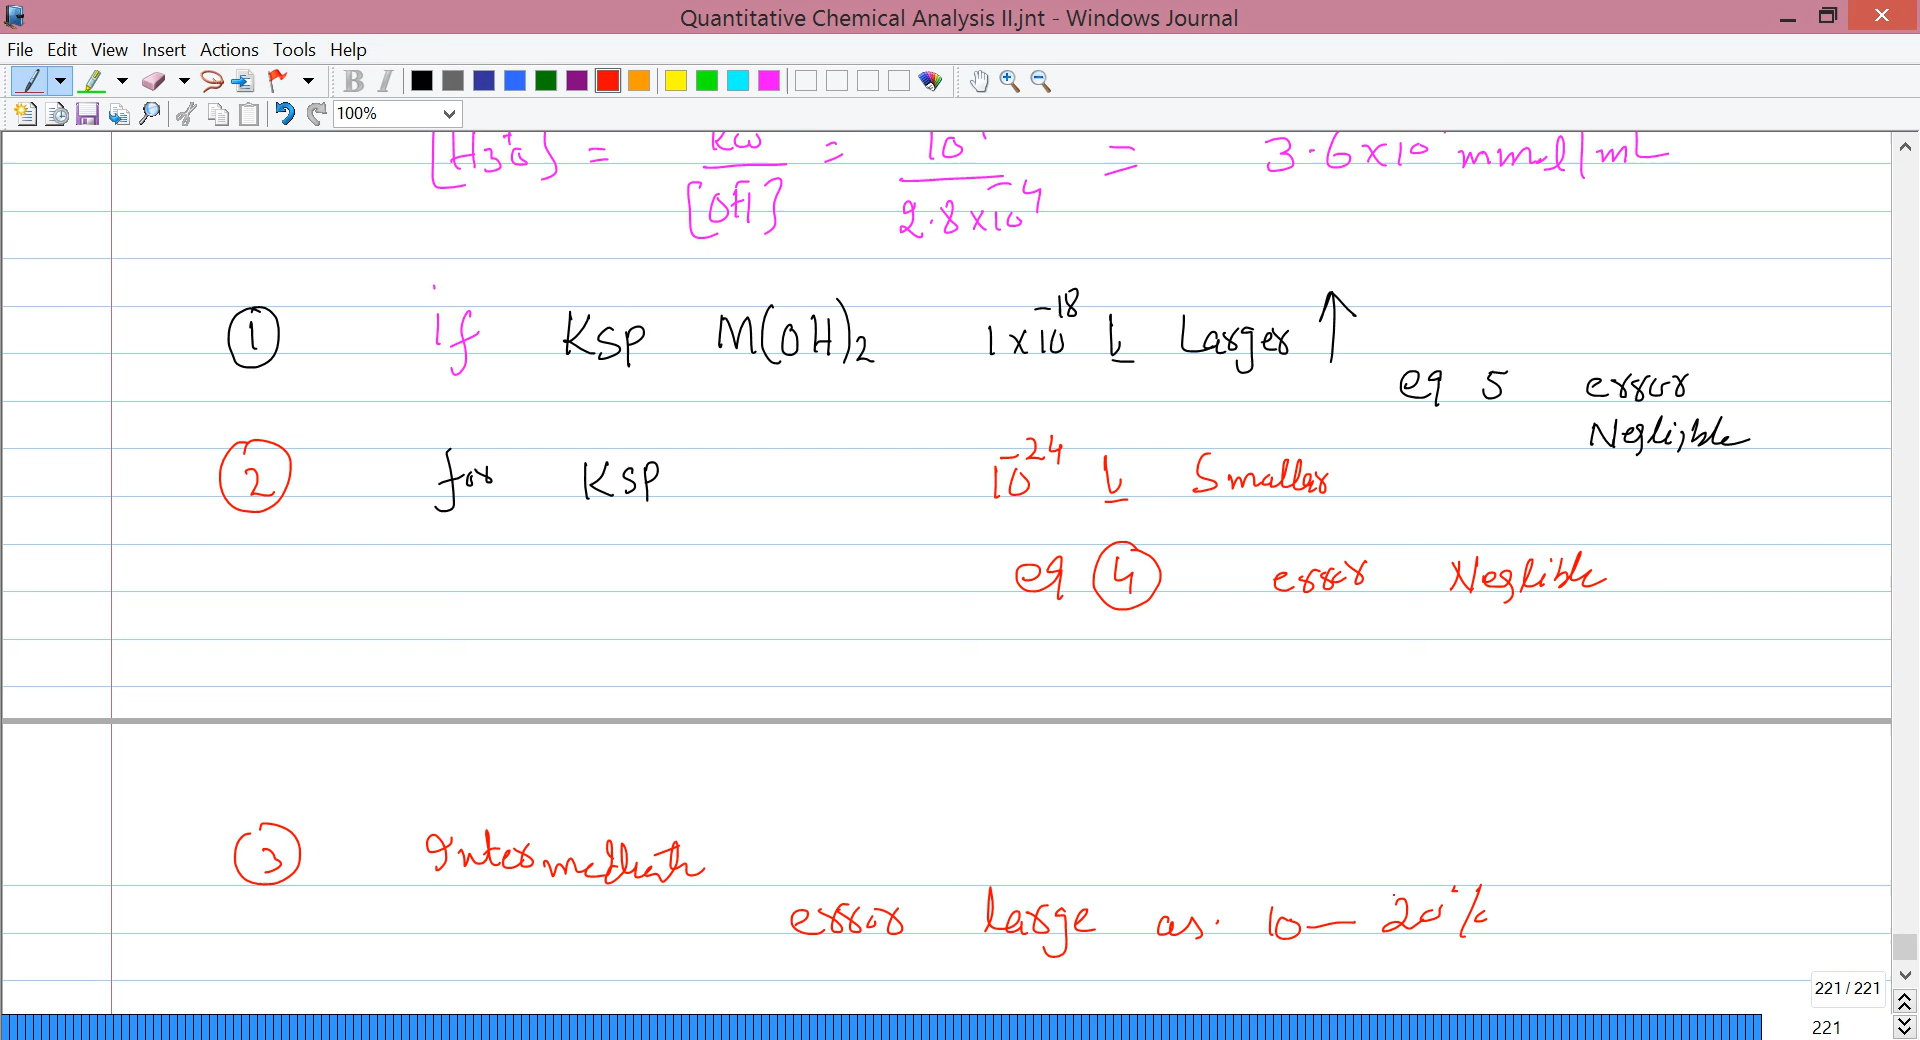 Quantitative Chemical Analysis II.jnt - Windows Journal
File Edit View Insert Actions Tools Help
B I
100%
[H3O+] = Kw / [OH] = 10 / 2.8x10^-4 = 3.6x10 mmol/mL
1 if Ksp M(OH)2 1x10^-18 Larger ↑
eq 5 error
Neglible
2 for Ksp 10^-24 Smaller
eq 4 error Neglible
3 Intermediate
error large as. 10 — 20%
221 / 221
221